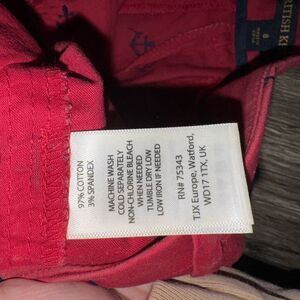 97% COTTON
3% SPANDEX
MACHINE WASH
COLD SEPARATELY
NON-CHLORINE BLEACH
WHEN NEEDED
TUMBLE DRY LOW
LOW IRON IF NEEDED
RN# 75343
TJX Europe, Watford,
WD17 1TX, UK
8